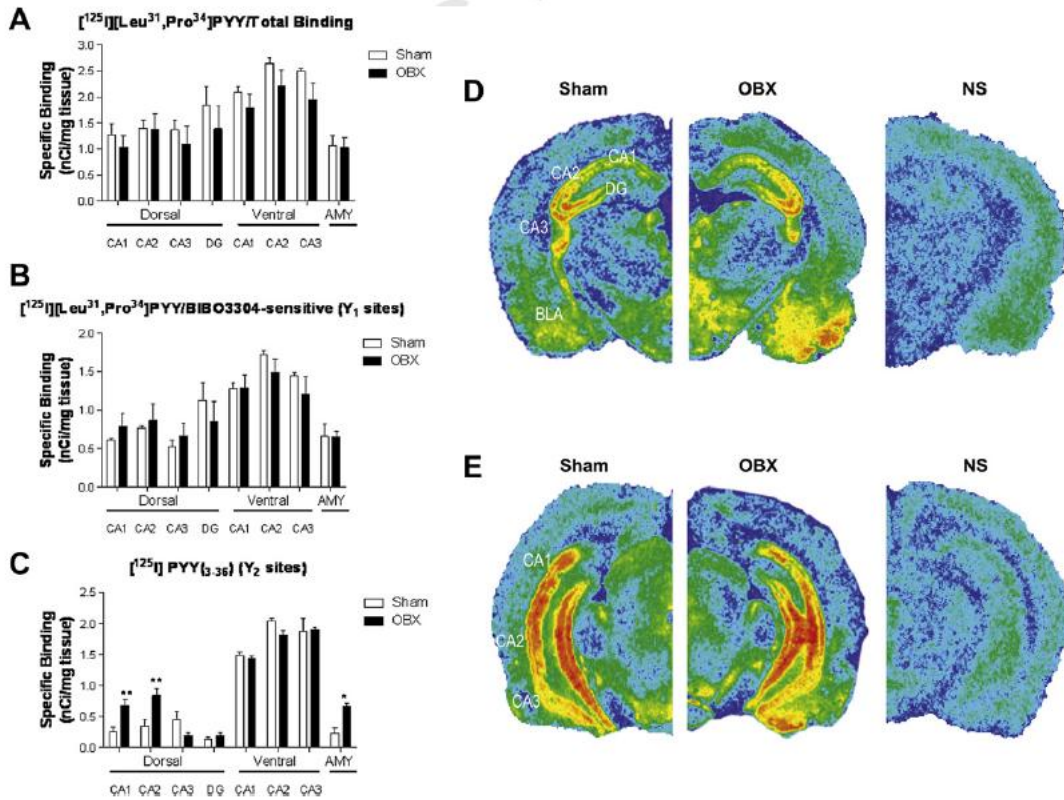 A
[¹²⁵I][Leu³¹,Pro³⁴]PYY/Total Binding
Sham
OBX
Specific Binding
(nCi/mg tissue)
3.0
2.5
2.0
1.5
1.0
0.5
0.0
Dorsal Ventral AMY
CA1 CA2 CA3 DG CA1 CA2 CA3
B
[¹²⁵I][Leu³¹,Pro³⁴]PYY/BIBO3304-sensitive (Y₁ sites)
Sham
OBX
Specific Binding
(nCi/mg tissue)
2.0
1.5
1.0
0.5
0.0
Dorsal Ventral AMY
CA1 CA2 CA3 DG CA1 CA2 CA3
C
[¹²⁵I] PYY(₃₋₃₆) (Y₂ sites)
Sham
OBX
Specific Binding
(nCi/mg tissue)
2.5
2.0
1.5
1.0
0.5
0.0
** ** *
Dorsal Ventral AMY
CA1 CA2 CA3 DG CA1 CA2 CA3
D
Sham OBX NS
CA1
CA2
DG
CA3
BLA
E
Sham OBX NS
CA1
CA2
CA3